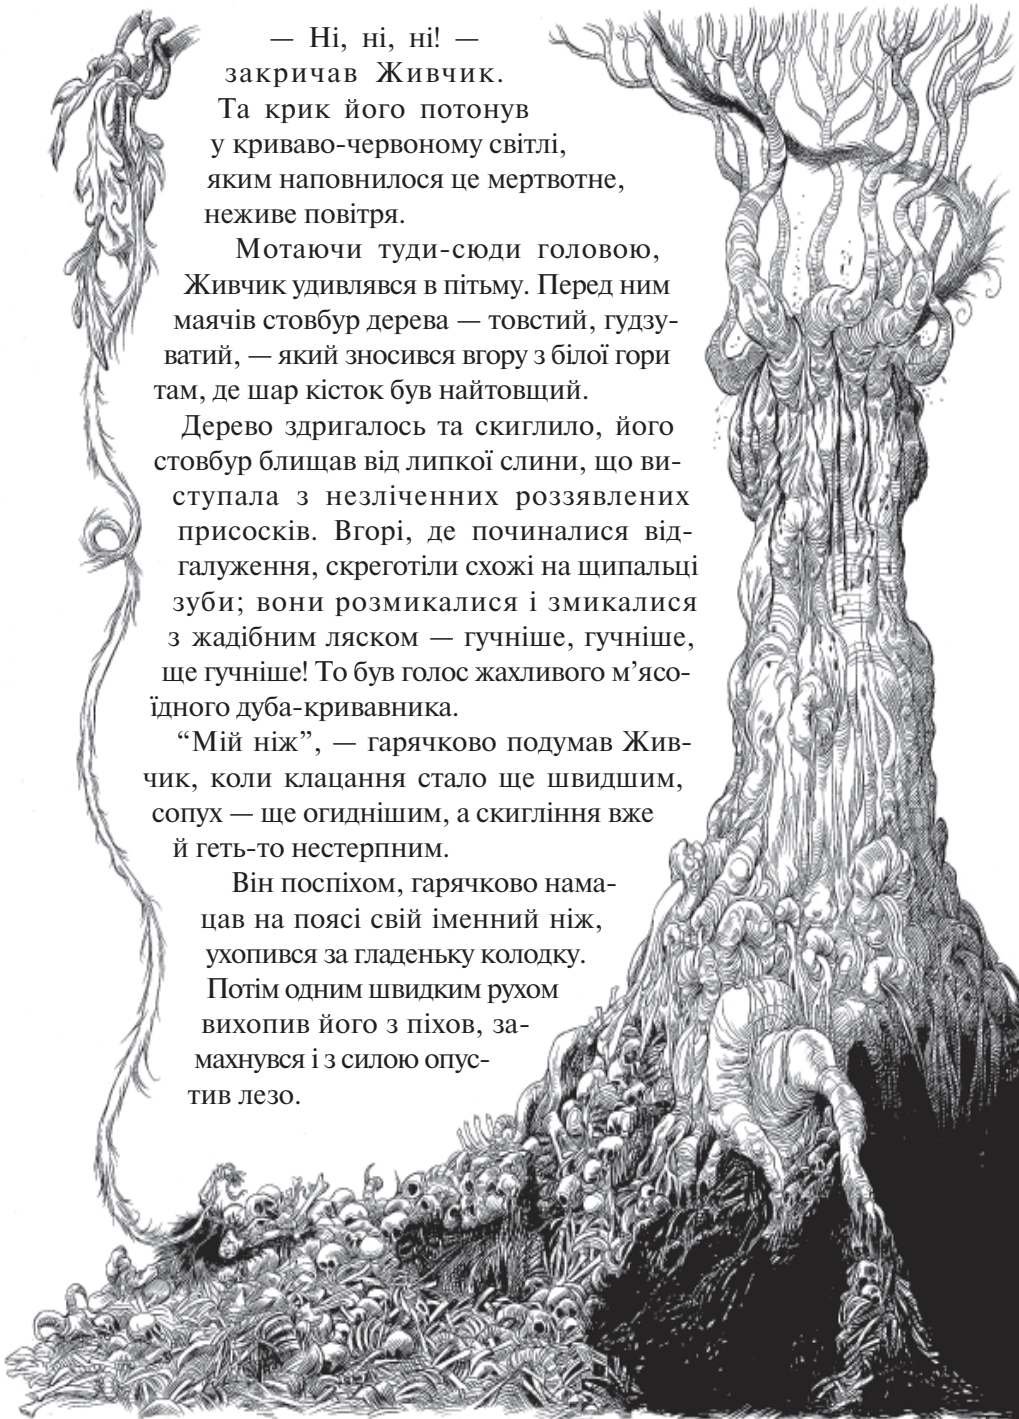 — Ні, ні, ні! —
закричав Живчик.
Та крик його потонув
у криваво-червоному світлі,
яким наповнилося це мертвотне,
неживе повітря.
Мотаючи туди-сюди головою,
Живчик удивлявся в пітьму. Перед ним
маячів стовбур дерева — товстий, гудзу-
ватий, — який зносився вгору з білої гори
там, де шар кісток був найтовщий.
Дерево здригалось та скиглило, його
стовбур блищав від липкої слини, що ви-
ступала з незліченних роззявлених
присосків. Вгорі, де починалися від-
галуження, скреготіли схожі на щипальці
зуби; вони розмикалися і змикалися
з жадібним ляском — гучніше, гучніше,
ще гучніше! То був голос жахливого м’ясо-
їдного дуба-кривавника.
“Мій ніж”, — гарячково подумав Жив-
чик, коли клацання стало ще швидшим,
сопух — ще огиднішим, а скигління вже
й геть-то нестерпним.
Він поспіхом, гарячково нама-
цав на поясі свій іменний ніж,
ухопився за гладеньку колодку.
Потім одним швидким рухом
вихопив його з піхов, за-
махнувся і з силою опус-
тив лезо.